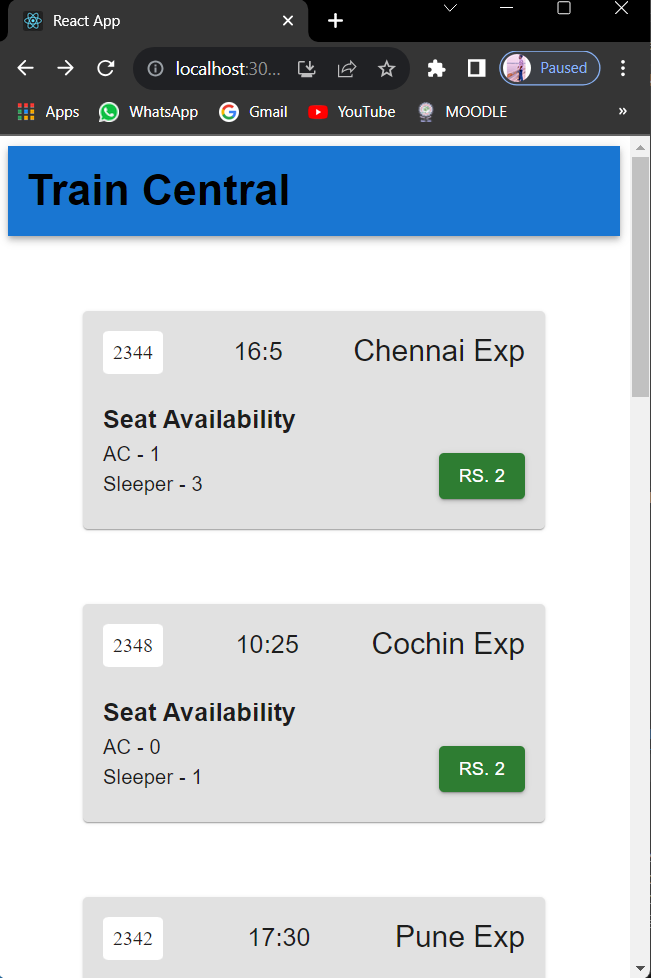 React App
localhost:30...
Paused
Apps WhatsApp Gmail YouTube MOODLE »
Train Central
2344 16:5 Chennai Exp
Seat Availability
AC - 1
Sleeper - 3
RS. 2
2348 10:25 Cochin Exp
Seat Availability
AC - 0
Sleeper - 1
RS. 2
2342 17:30 Pune Exp